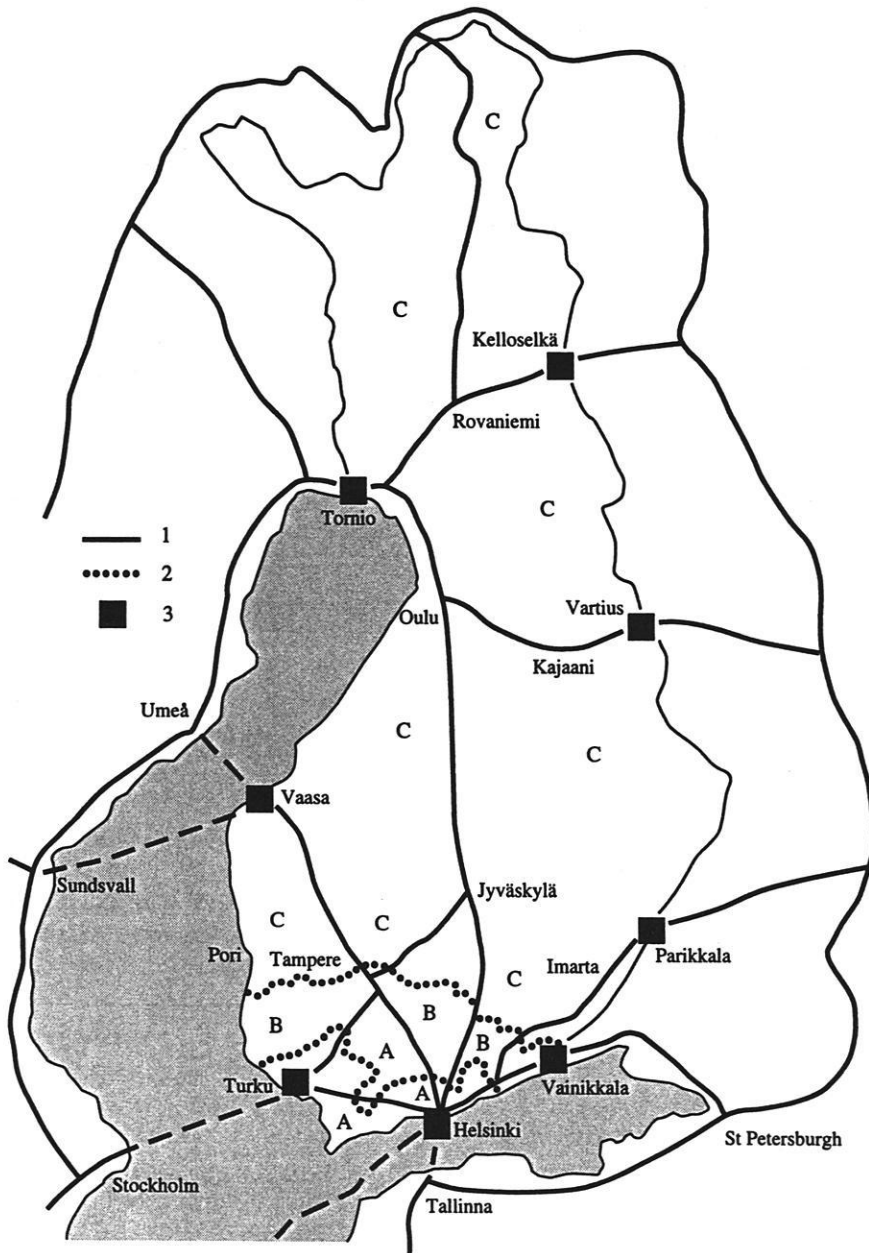 C
C
Kelloselkä
Rovaniemi
C
Tornio
1
2
3
Oulu
Vartius
Kajaani
Umeå
C
C
Vaasa
Sundsvall
Jyväskylä
C
C
Pori
Tampere
Imarta
Parikkala
C
B
B
B
A
Turku
A
Vainikkala
A
Helsinki
St Petersburgh
Stockholm
Tallinna